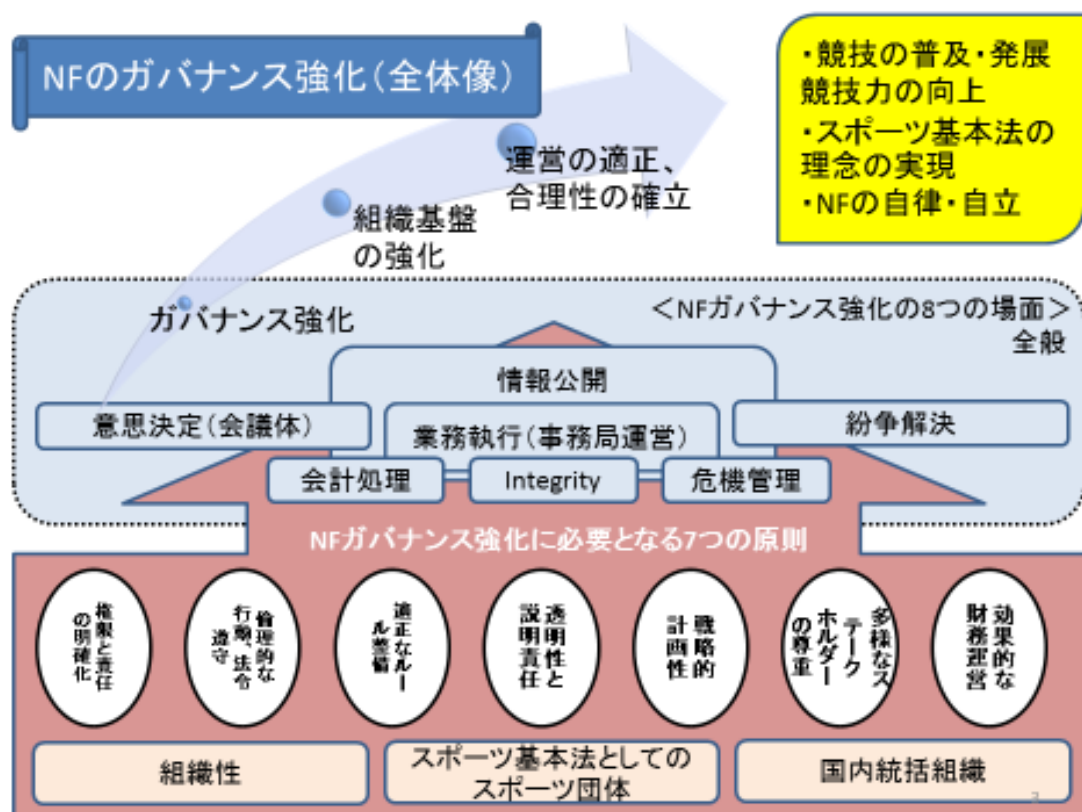 NFのガバナンス強化(全体像)
・競技の普及・発展
競技力の向上
・スポーツ基本法の
理念の実現
・NFの自律・自立
運営の適正、
合理性の確立
組織基盤
の強化
ガバナンス強化
<NFガバナンス強化の8つの場面>
全般
情報公開
意思決定(会議体)
業務執行(事務局運営)
紛争解決
会計処理
Integrity
危機管理
NFガバナンス強化に必要となる7つの原則
権限と責任
の明確化
倫理的な
行動、法令
遵守
適正なルー
ル整備
透明性と
説明責任
戦略的
計画性
多様なス
テーク
ホルダー
の尊重
効果的な
財務運営
組織性
スポーツ基本法としての
スポーツ団体
国内統括組織
3